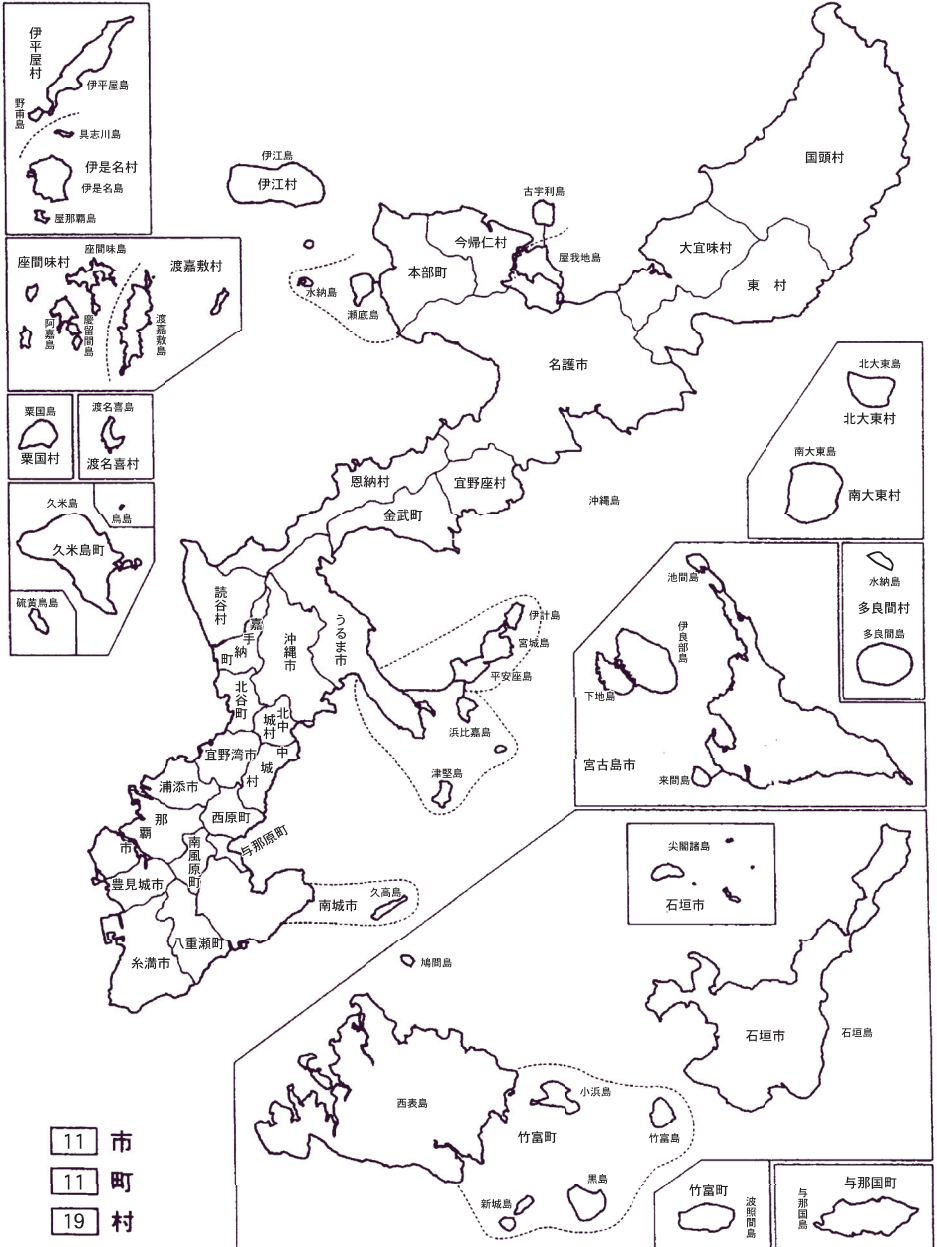 伊平屋村
伊平屋島
野甫島
具志川島
伊是名村
伊是名島
屋那覇島
座間味島
座間味村
渡嘉敷村
阿嘉島
慶留間島
渡嘉敷島
粟国島
粟国村
渡名喜島
渡名喜村
久米島
鳥島
久米島町
硫黄鳥島
伊江島
伊江村
古宇利島
国頭村
今帰仁村
大宜味村
屋我地島
本部町
東 村
水納島
瀬底島
名護市
北大東島
北大東村
南大東島
南大東村
恩納村
宜野座村
金武町
沖縄島
読谷村
嘉手納町
沖縄市
うるま市
伊計島
宮城島
平安座島
浜比嘉島
津堅島
北谷町
北中城村
中城村
宜野湾市
浦添市
西原町
那覇市
南風原町
与那原町
豊見城市
南城市
久高島
八重瀬町
糸満市
池間島
伊良部島
下地島
宮古島市
来間島
水納島
多良間村
多良間島
尖閣諸島
石垣市
鳩間島
石垣市
石垣島
西表島
小浜島
竹富町
竹富島
黒島
新城島
竹富町
波照間島
与那国町
与那国島
11 市
11 町
19 村